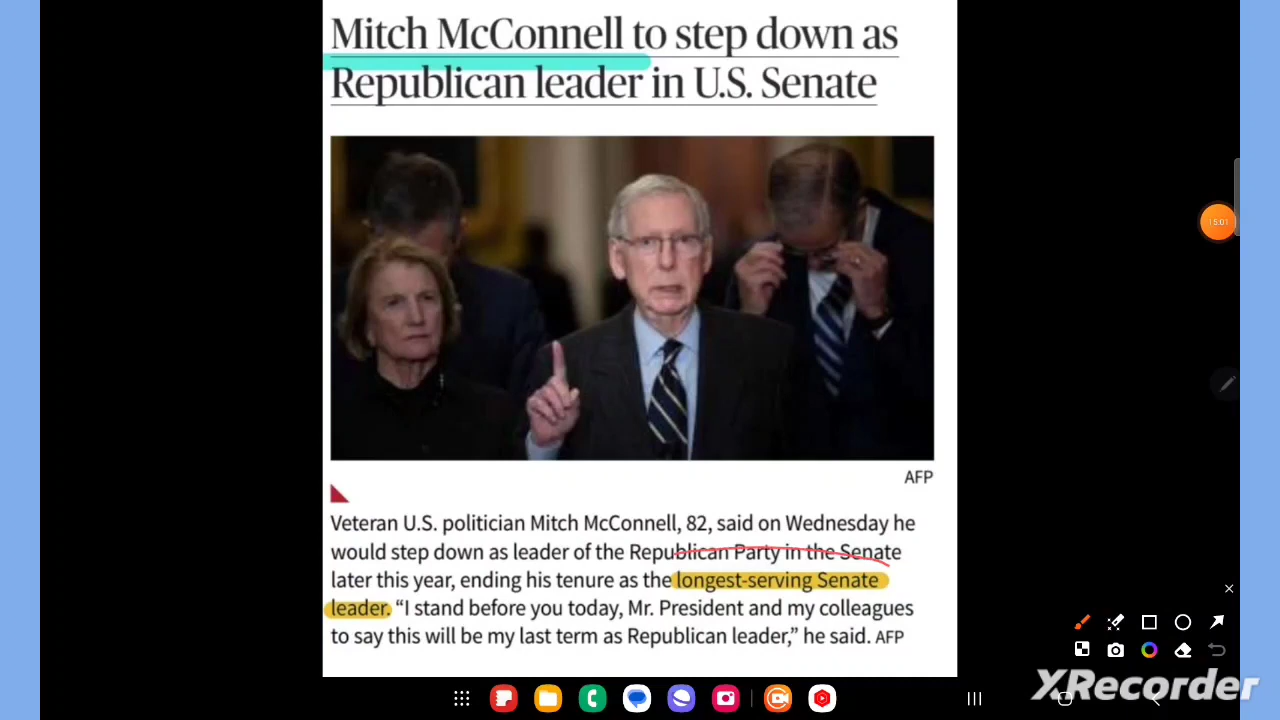 Mitch McConnell to step down as
Republican leader in U.S. Senate
AFP
Veteran U.S. politician Mitch McConnell, 82, said on Wednesday he
would step down as leader of the Republican Party in the Senate
later this year, ending his tenure as the longest-serving Senate
leader. “I stand before you today, Mr. President and my colleagues
to say this will be my last term as Republican leader,” he said. AFP
15:01
XRecorder